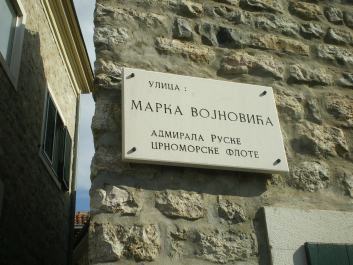 УЛИЦА:
МАРКА ВОЈНОВИЋА
АДМИРАЛА РУСКЕ
ЦРНОМОРСКЕ ФЛОТЕ